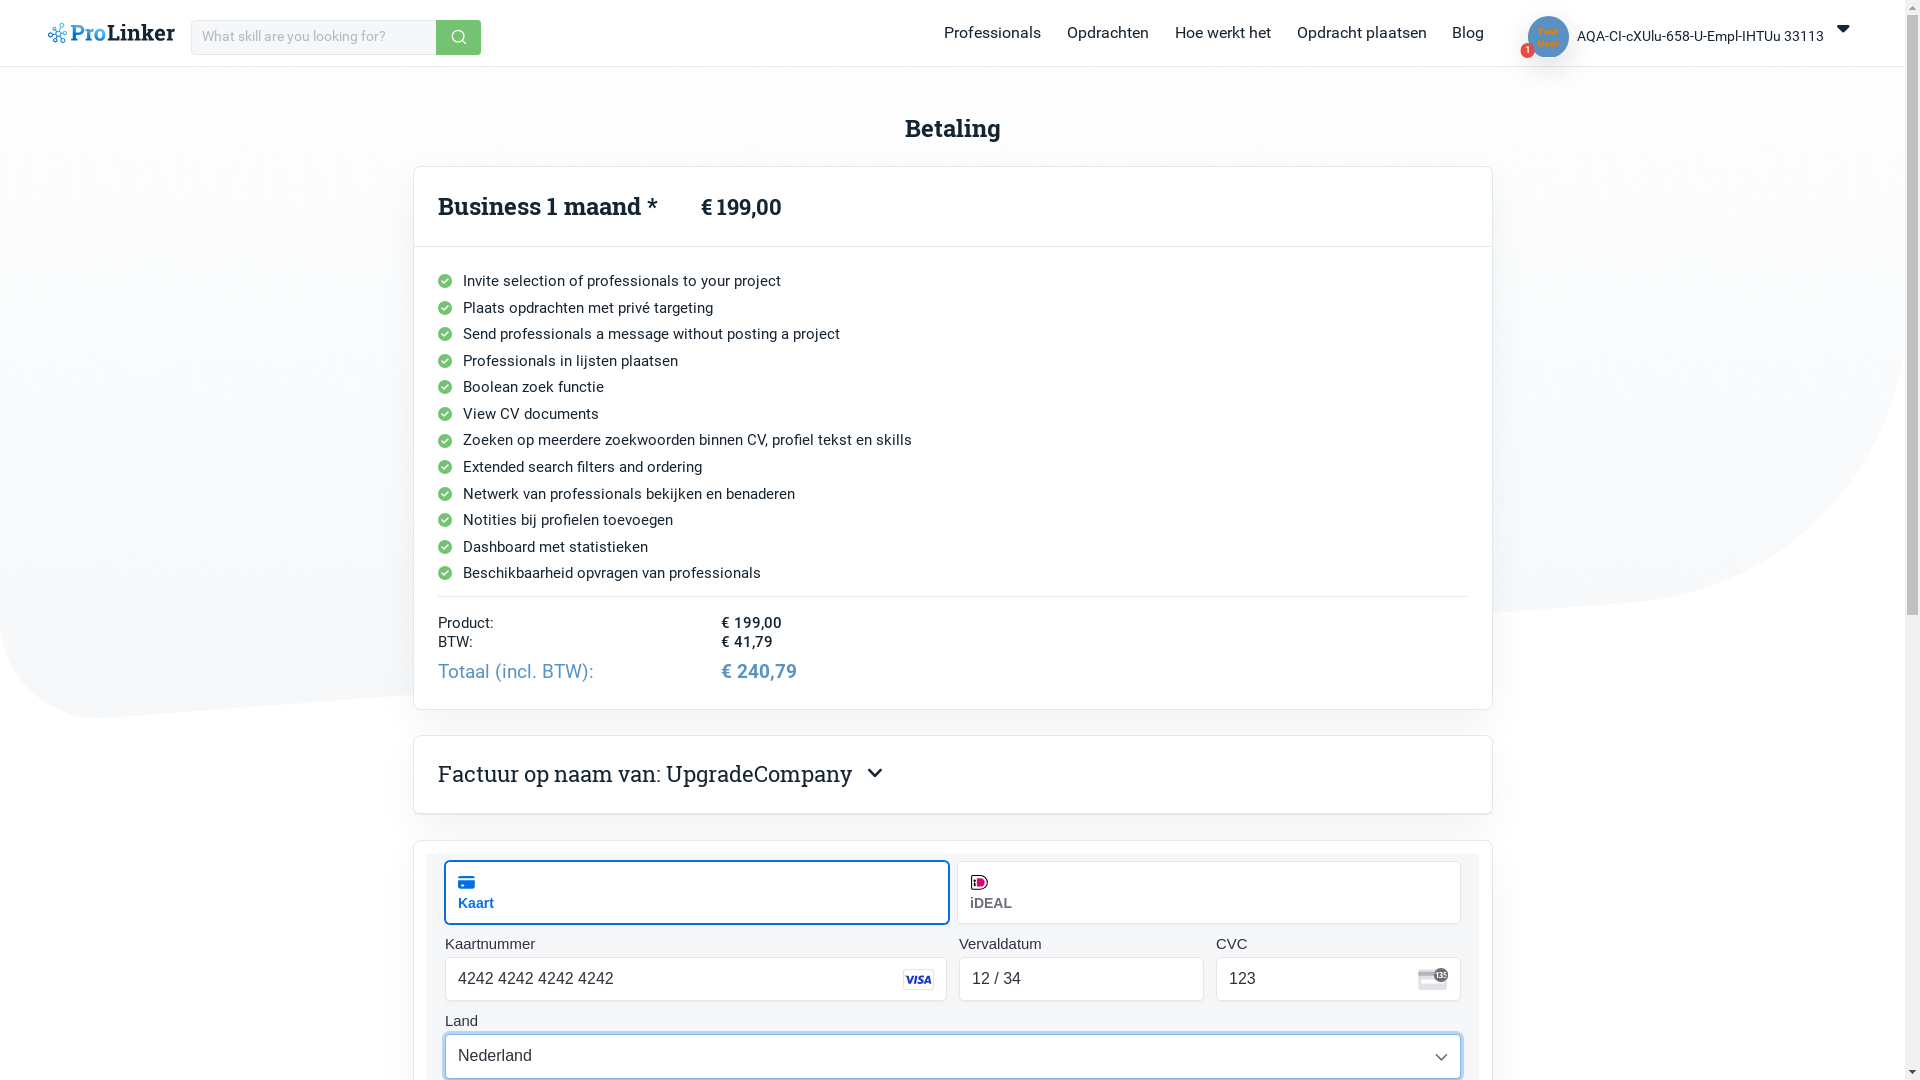 ProLinker
What skill are you looking for?
Professionals
Opdrachten
Hoe werkt het
Opdracht plaatsen
Blog
Test User
1
AQA-CI-cXUlu-658-U-Empl-IHTUu 33113
Betaling
Business 1 maand * € 199,00
Invite selection of professionals to your project
Plaats opdrachten met privé targeting
Send professionals a message without posting a project
Professionals in lijsten plaatsen
Boolean zoek functie
View CV documents
Zoeken op meerdere zoekwoorden binnen CV, profiel tekst en skills
Extended search filters and ordering
Netwerk van professionals bekijken en benaderen
Notities bij profielen toevoegen
Dashboard met statistieken
Beschikbaarheid opvragen van professionals
Product: € 199,00
BTW: € 41,79
Totaal (incl. BTW): € 240,79
Factuur op naam van: UpgradeCompany
Kaart
iDEAL
Kaartnummer
Vervaldatum
CVC
4242 4242 4242 4242
VISA
12 / 34
123
135
Land
Nederland